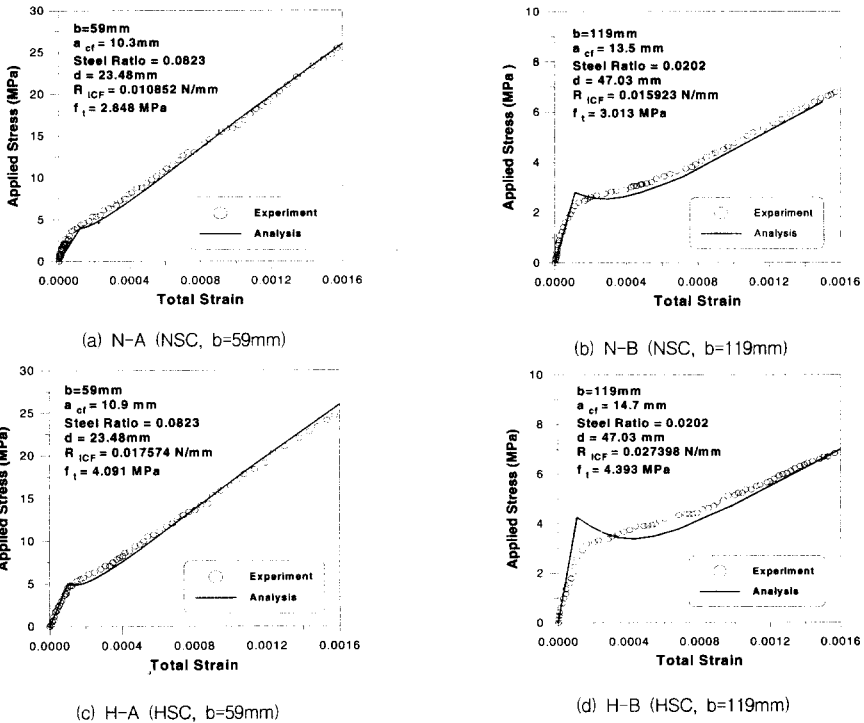 30
25
20
15
10
5
0
Applied Stress (MPa)
b=59mm
a cf = 10.3mm
Steel Ratio = 0.0823
d = 23.48mm
R ICF = 0.010852 N/mm
f t = 2.648 MPa
Experiment
Analysis
0.0000 0.0004 0.0008 0.0012 0.0016
Total Strain
(a) N-A (NSC, b=59mm)
10
8
6
4
2
0
Applied Stress (MPa )
b=119mm
a cf = 13.5 mm
Steel Ratio = 0.0202
d = 47.03 mm
R ICF = 0.015923 N/mm
f t = 3.013 MPa
Experiment
Analysis
0.0000 0.0004 0.0008 0.0012 0.0016
Total Strain
(b) N-B (NSC, b=119mm)
30
25
20
15
10
5
0
Applied Stress (MPa)
b=59mm
a cf = 10.9 mm
Steel Ratio = 0.0823
d = 23.48mm
R ICF = 0.017574 N/mm
f t = 4.091 MPa
Experiment
Analysis
0.0000 0.0004 0.0008 0.0012 0.0016
Total Strain
(c) H-A (HSC, b=59mm)
10
8
6
4
2
0
Applied Stress (MPa)
b=119mm
a cf = 14.7 mm
Steel Ratio = 0.0202
d = 47.03 mm
R ICF = 0.027398 N/mm
f t = 4.393 MPa
Experiment
Analysis
0.0000 0.0004 0.0008 0.0012 0.0016
Total Strain
(d) H-B (HSC, b=119mm)